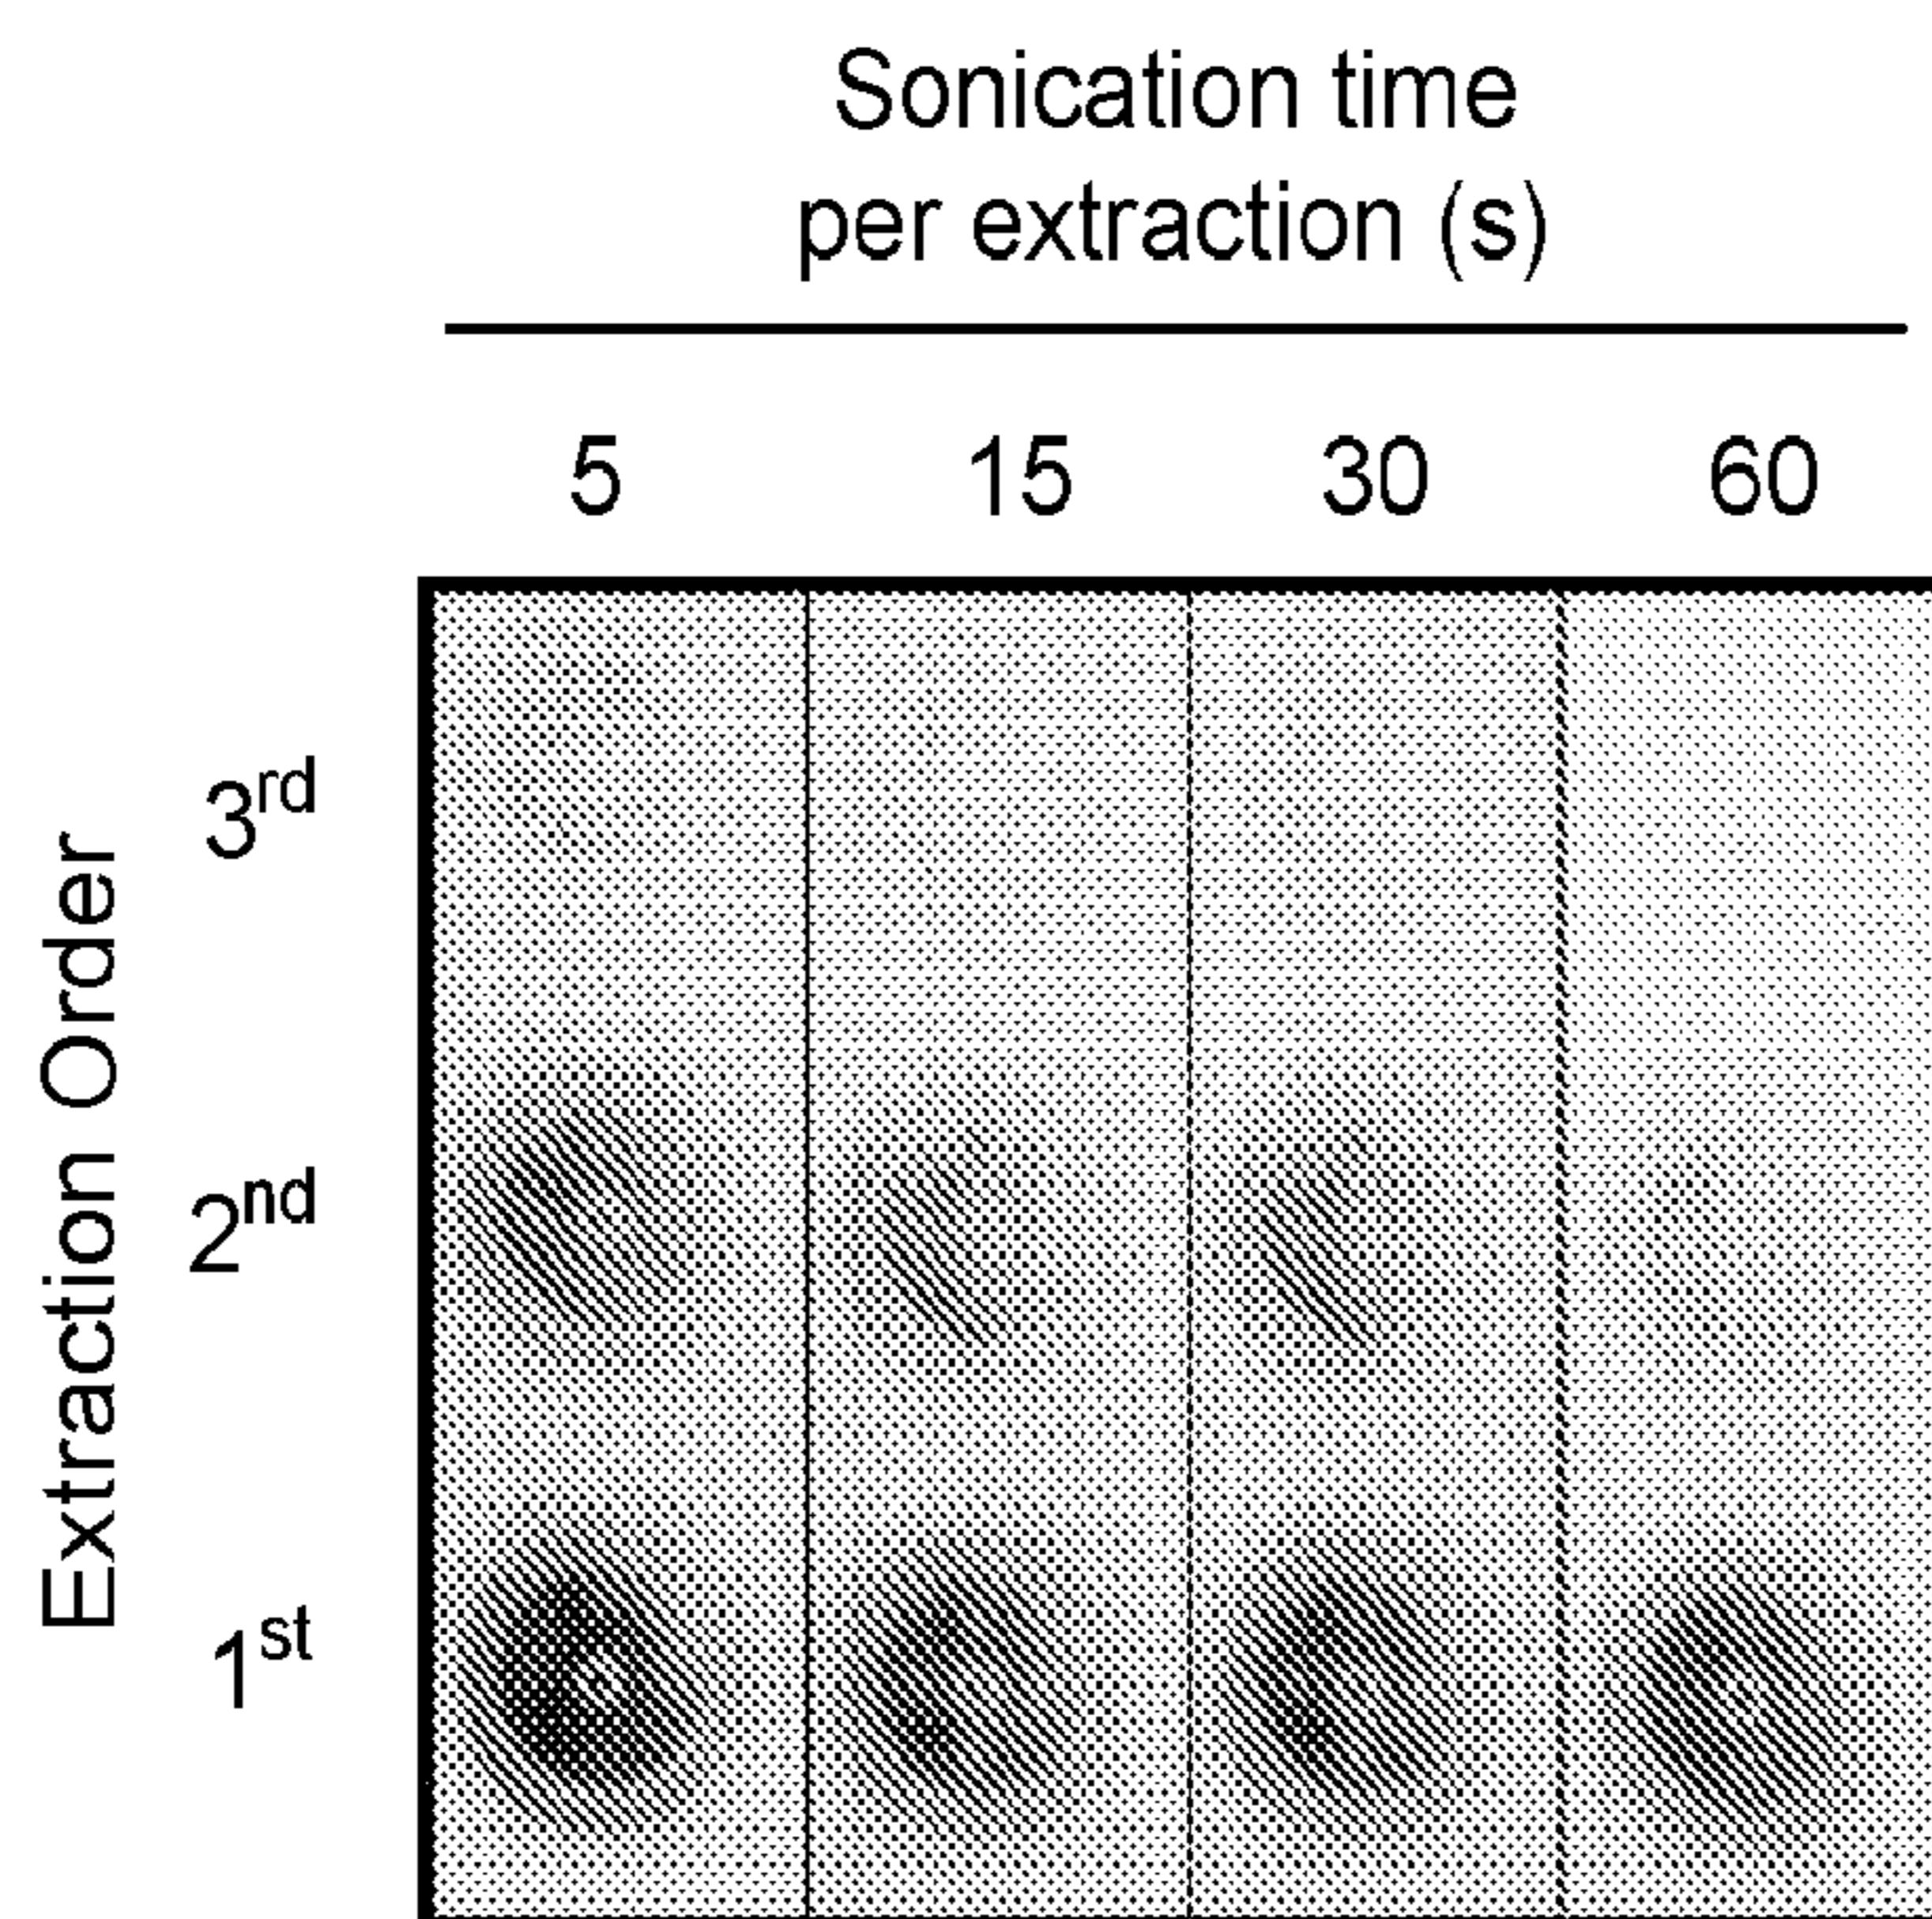 Sonication time
per extraction (s)
5 15 30 60
Extraction Order
3rd
2nd
1st